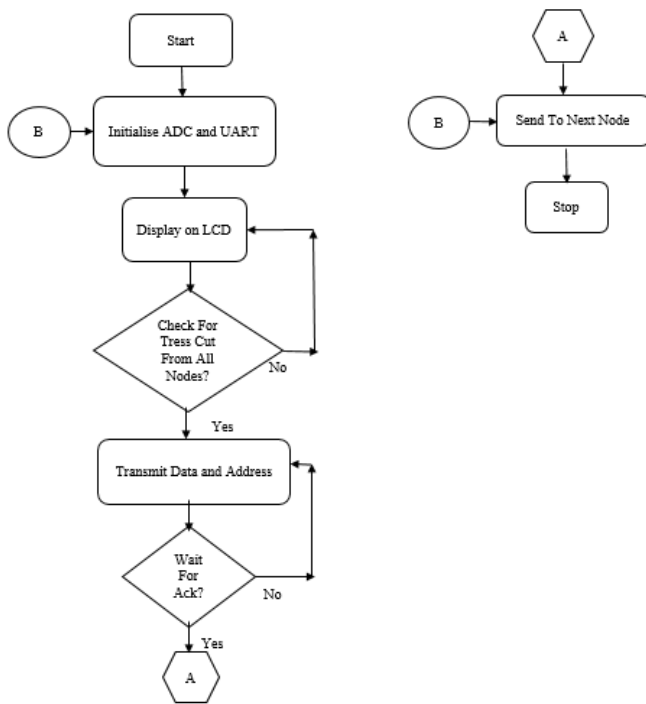 Start
B
Initialise ADC and UART
Display on LCD
Check For
Tress Cut
From All
Nodes?
No
Yes
Transmit Data and Address
Wait
For
Ack?
No
Yes
A
A
B
Send To Next Node
Stop